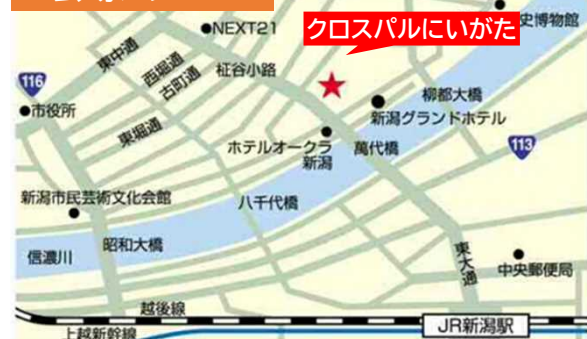 NEXT21
クロスパルにいがた
史博物館
116
東中通
西堀通
古町通
柾谷小路
市役所
東堀通
柳都大橋
新潟グランドホテル
ホテルオークラ
新潟
萬代橋
113
新潟市民芸術文化会館
八千代橋
昭和大橋
信濃川
東大通
中央郵便局
越後線
JR新潟駅
上越新幹線